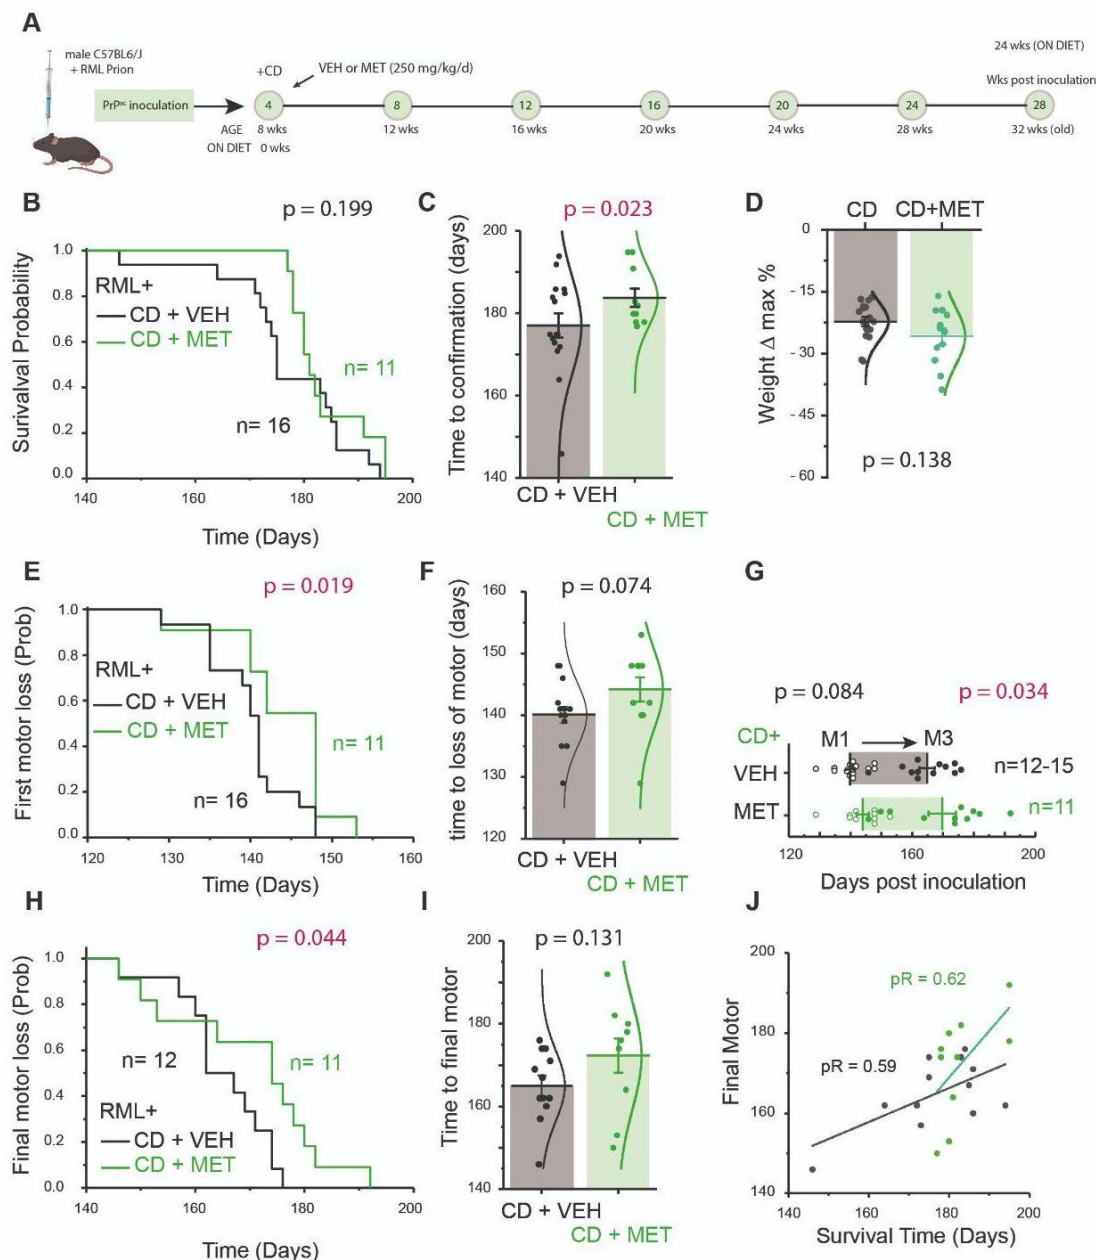 A
male C57BL6/J
+ RML Prion
PrPˢᶜ inoculation
+CD
VEH or MET (250 mg/kg/d)
24 wks (ON DIET)
Wks post inoculation
4 8 12 16 20 24 28
AGE 8 wks 12 wks 16 wks 20 wks 24 wks 28 wks 32 wks (old)
ON DIET 0 wks
B
p = 0.199
Surivalval Probability
1.0
0.8
0.6
0.4
0.2
0.0
RML+
CD + VEH
CD + MET
n= 11
n= 16
140 160 180 200
Time (Days)
C
p = 0.023
Time to confirmation (days)
200
180
160
140
CD + VEH
CD + MET
D
CD CD+MET
Weight Δ max %
0
-15
-30
-45
-60
p = 0.138
E
p = 0.019
First motor loss (Prob)
1.0
0.8
0.6
0.4
0.2
0.0
RML+
CD + VEH
CD + MET
n= 11
n= 16
120 130 140 150 160
Time (Days)
F
p = 0.074
time to loss of motor (days)
160
150
140
130
120
CD + VEH
CD + MET
G
p = 0.084 p = 0.034
CD+ M1 M3
VEH n=12-15
MET n=11
120 160 200
Days post inoculation
H
p = 0.044
Final motor loss (Prob)
1.0
0.8
0.6
0.4
0.2
0.0
n= 12
n= 11
RML+
CD + VEH
CD + MET
140 160 180 200
Time (Days)
I
p = 0.131
Time to final motor
200
180
160
140
CD + VEH
CD + MET
J
Final Motor
200
180
160
140
pR = 0.62
pR = 0.59
140 160 180 200
Survival Time (Days)